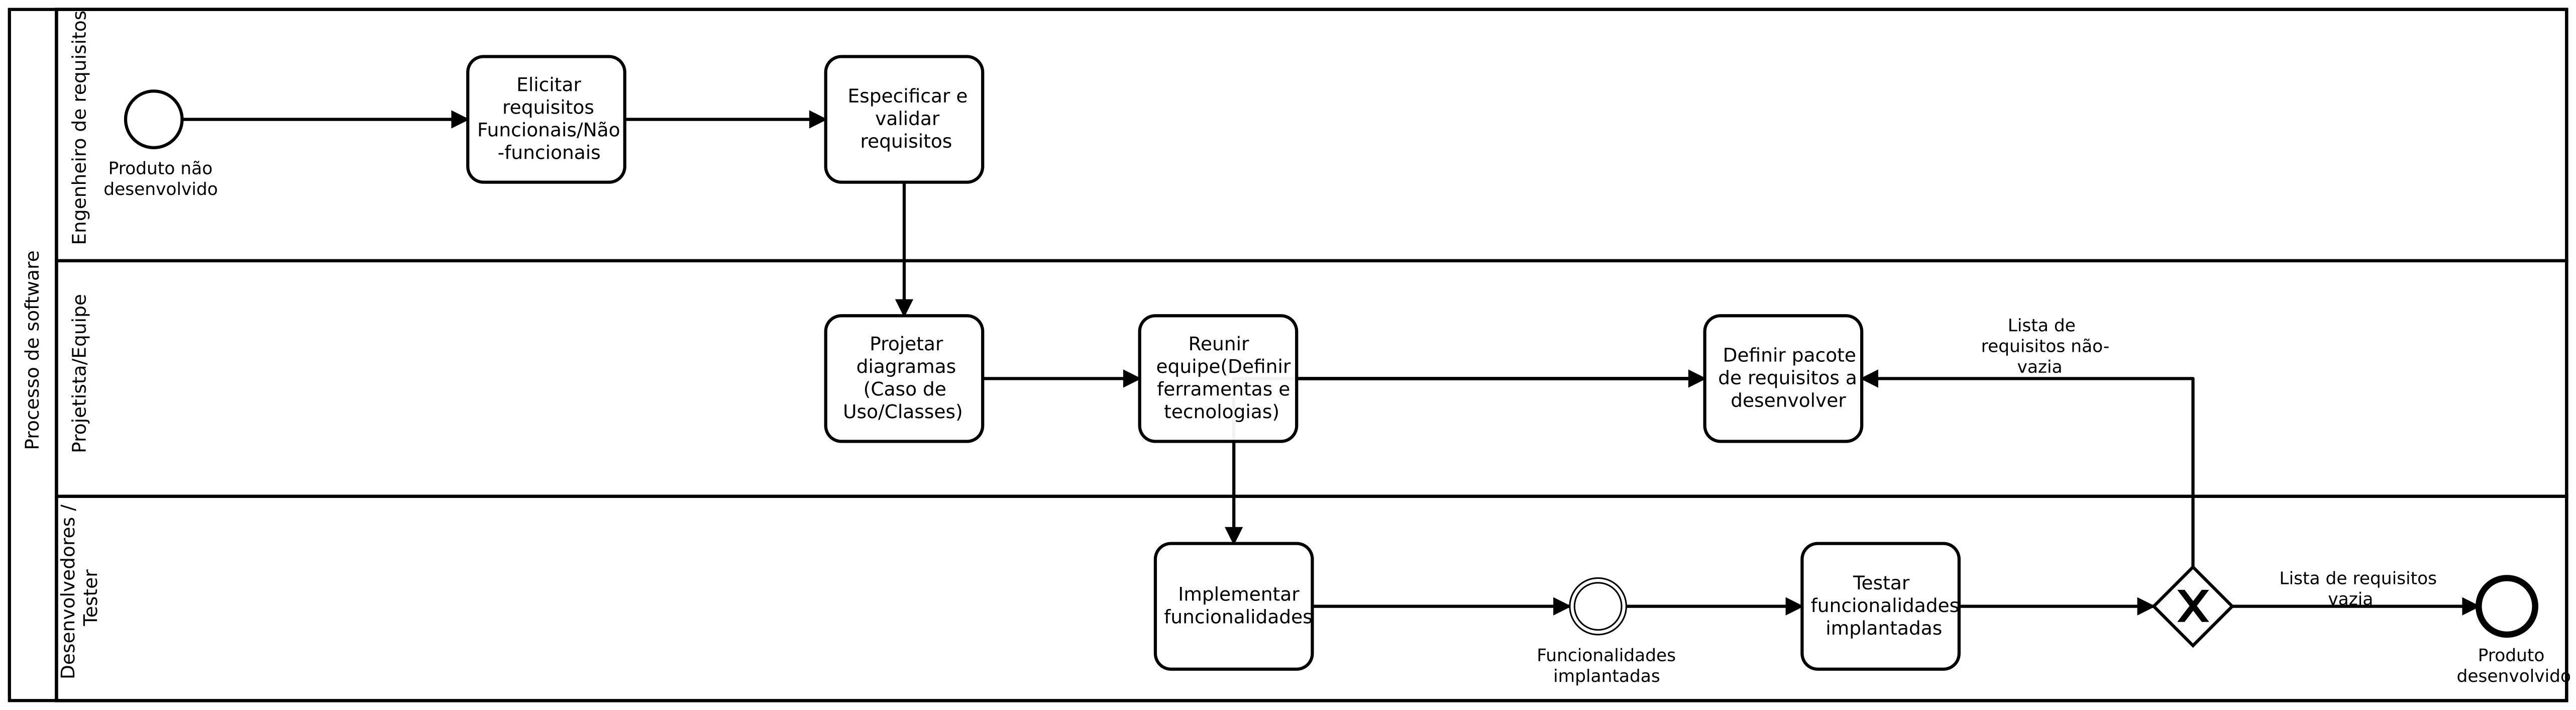 Processo de software
Engenheiro de requisitos
Produto não
desenvolvido
Elicitar
requisitos
Funcionais/Não
-funcionais
Especificar e
validar
requisitos
Projetista/Equipe
Projetar
diagramas
(Caso de
Uso/Classes)
Reunir
equipe(Definir
ferramentas e
tecnologias)
Definir pacote
de requisitos a
desenvolver
Lista de
requisitos não-
vazia
Desenvolvedores /
Tester
Implementar
funcionalidades
Funcionalidades
implantadas
Testar
funcionalidades
implantadas
X
Lista de requisitos
vazia
Produto
desenvolvido